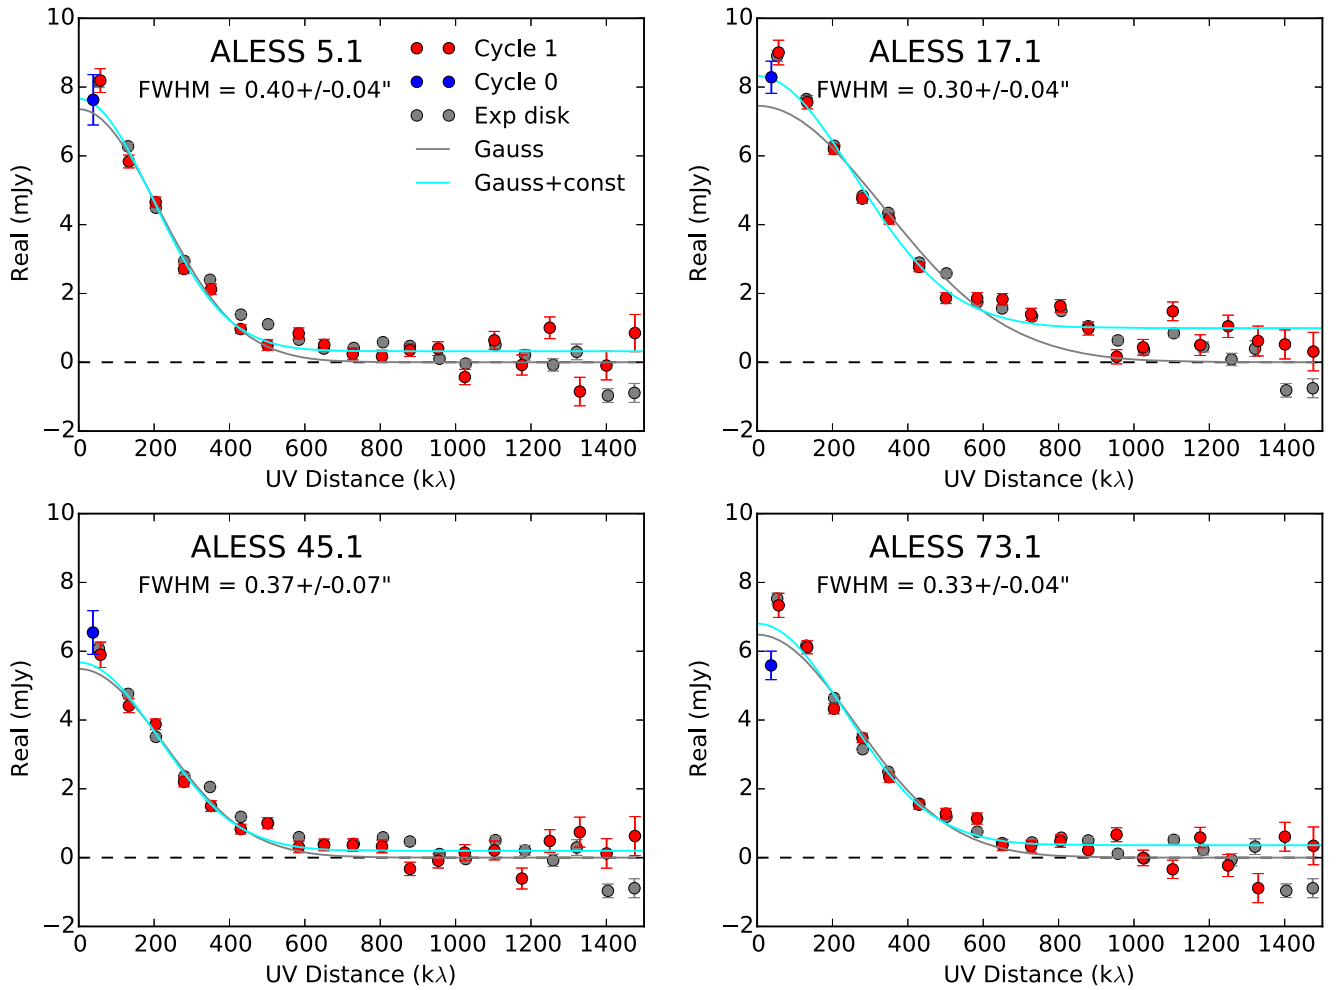 ALESS 5.1
FWHM = 0.40+/-0.04"
Cycle 1
Cycle 0
Exp disk
Gauss
Gauss+const
Real (mJy)
10
8
6
4
2
0
−2
0 200 400 600 800 1000 1200 1400
UV Distance (kλ)
ALESS 17.1
FWHM = 0.30+/-0.04"
Real (mJy)
10
8
6
4
2
0
−2
0 200 400 600 800 1000 1200 1400
UV Distance (kλ)
ALESS 45.1
FWHM = 0.37+/-0.07"
Real (mJy)
10
8
6
4
2
0
−2
0 200 400 600 800 1000 1200 1400
UV Distance (kλ)
ALESS 73.1
FWHM = 0.33+/-0.04"
Real (mJy)
10
8
6
4
2
0
−2
0 200 400 600 800 1000 1200 1400
UV Distance (kλ)